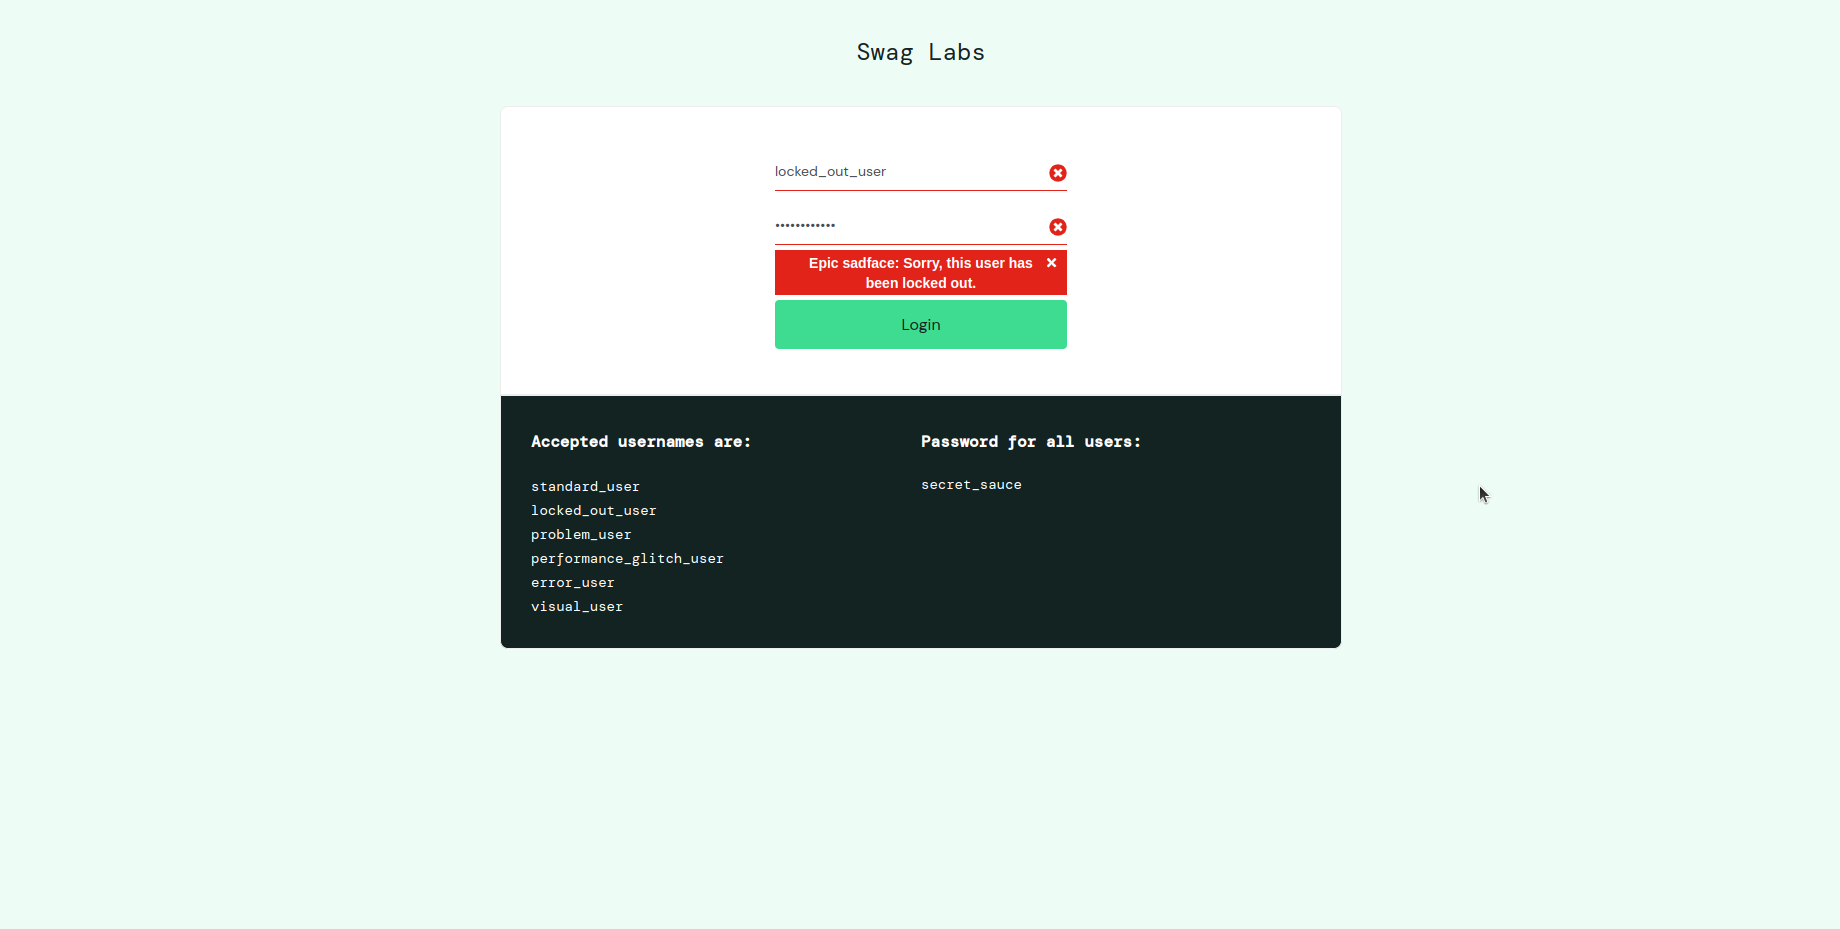 Swag Labs
locked_out_user
••••••••••••
Epic sadface: Sorry, this user has
been locked out.
Login
Accepted usernames are:
standard_user
locked_out_user
problem_user
performance_glitch_user
error_user
visual_user
Password for all users:
secret_sauce